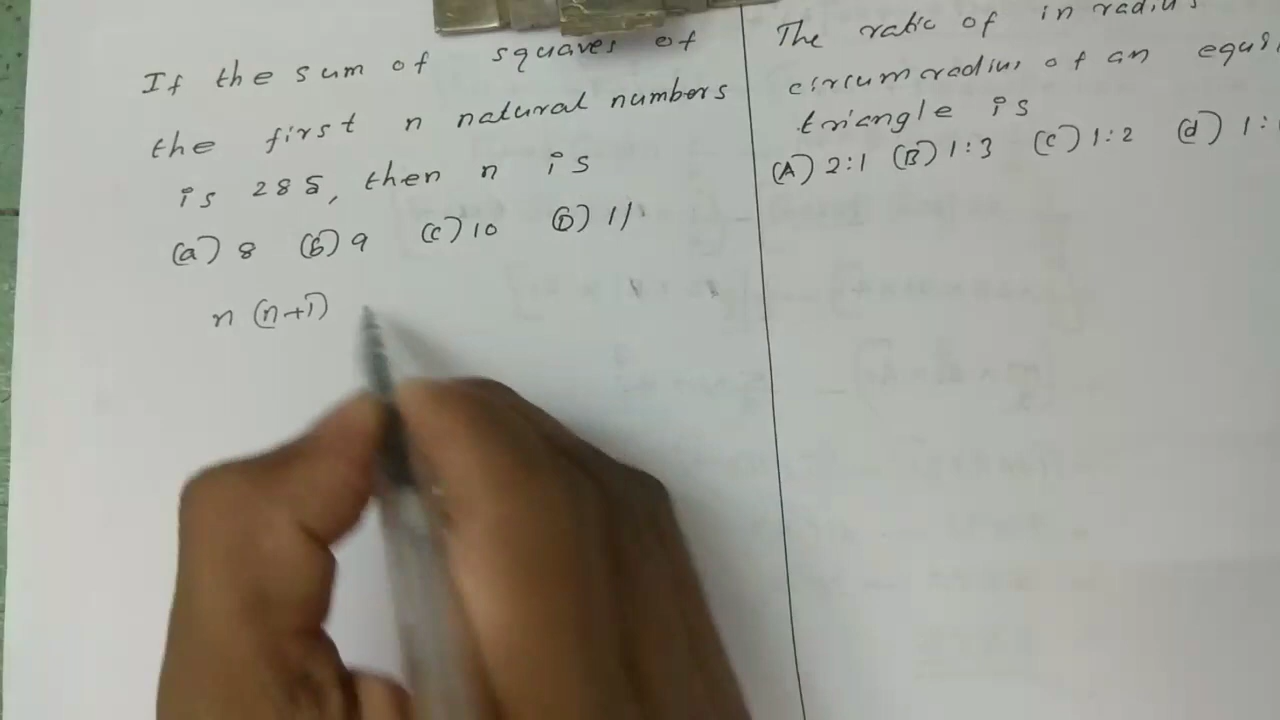 If the sum of squares of
the first n natural numbers
is 285, then n is
(a) 8 (b) 9 (c) 10 (D) 11
n (n+1)
The ratio of in radius
circumradius of an
triangle is
(A) 2:1 (B) 1:3 (C) 1:2 (d) 1: